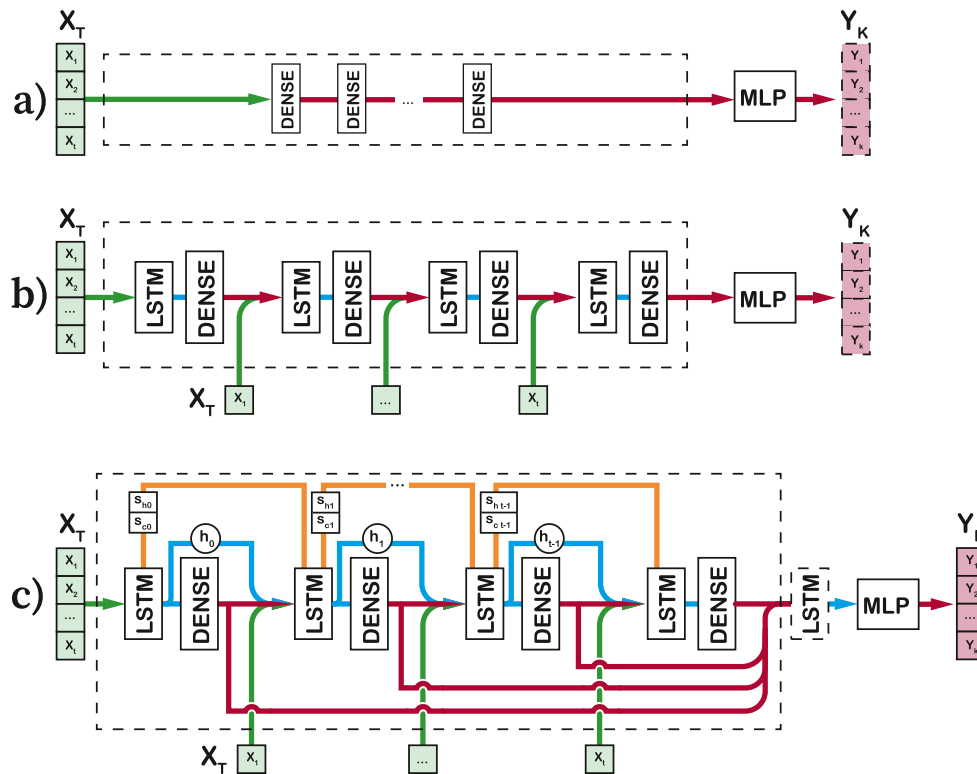 X_T
Y_K
a)
X_1
X_2
...
X_t
DENSE
DENSE
...
DENSE
MLP
Y_1
Y_2
...
Y_k
X_T
Y_K
b)
X_1
X_2
...
X_t
LSTM
DENSE
LSTM
DENSE
LSTM
DENSE
LSTM
DENSE
MLP
Y_1
Y_2
...
Y_k
X_T
X_1
...
X_t
S_h0
S_c0
S_h1
S_c1
...
S_h t-1
S_c t-1
X_T
h_0
h_1
h_t-1
c)
X_1
X_2
...
X_t
LSTM
DENSE
LSTM
DENSE
LSTM
DENSE
LSTM
DENSE
LSTM
MLP
Y_1
Y_2
...
Y_k
X_T
X_1
...
X_t